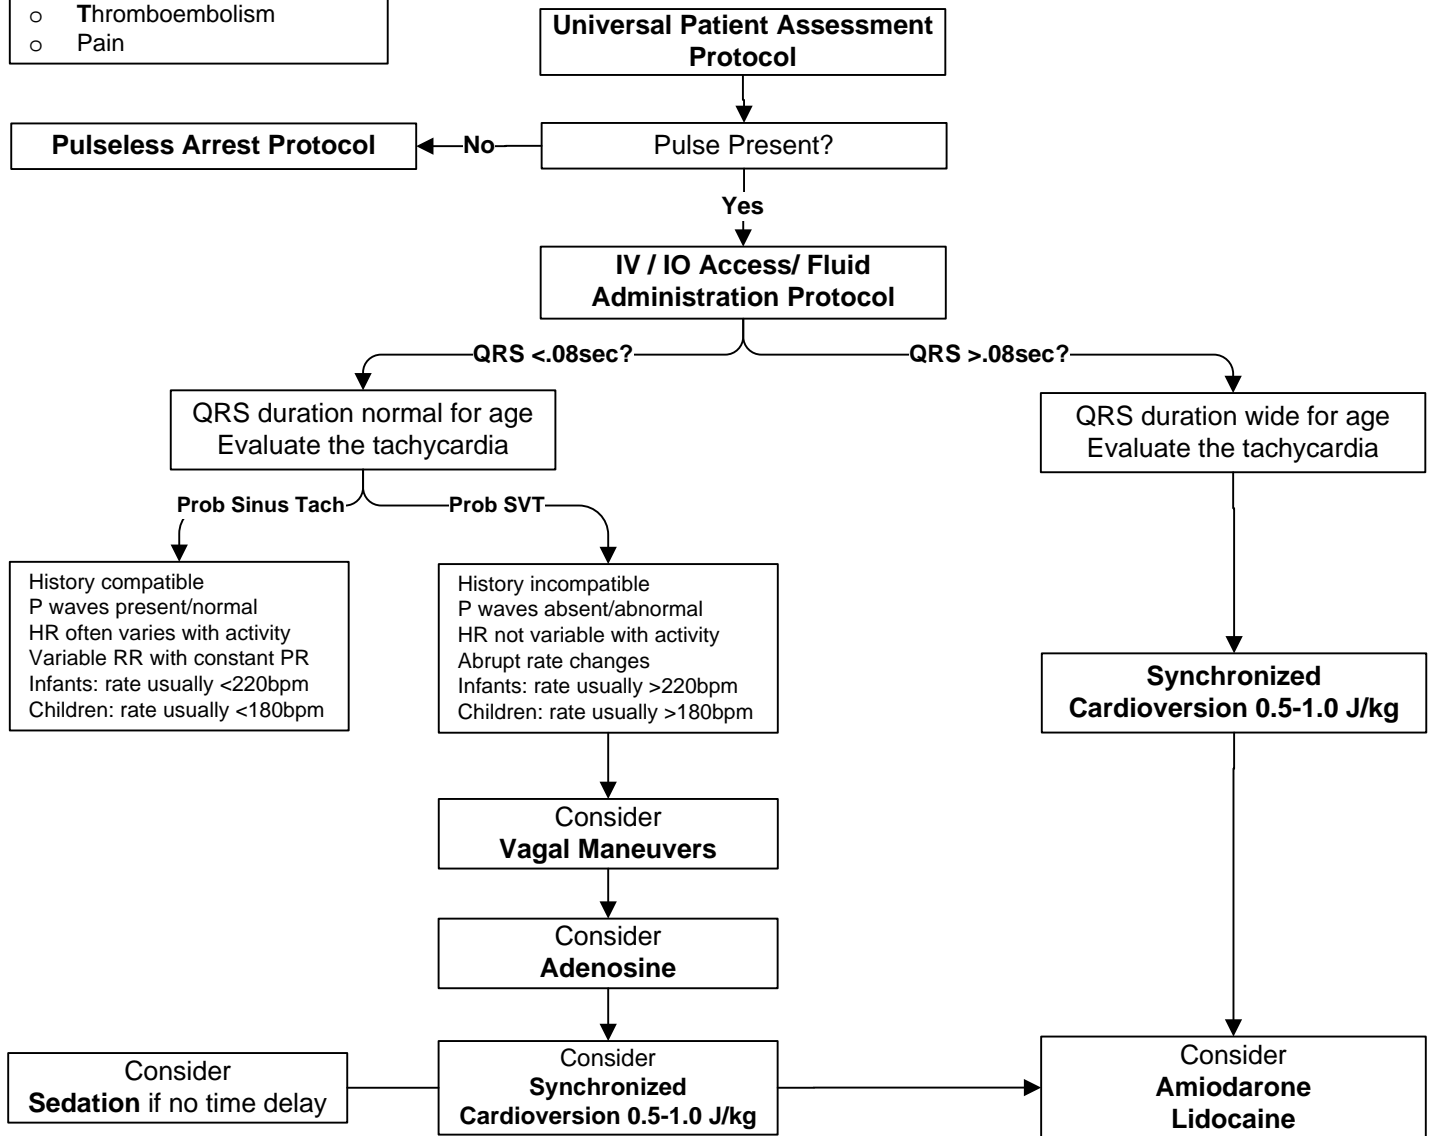 o Thromboembolism
o Pain
Universal Patient Assessment
Protocol
Pulseless Arrest Protocol
No
Pulse Present?
Yes
IV / IO Access/ Fluid
Administration Protocol
QRS <.08sec?
QRS >.08sec?
QRS duration normal for age
Evaluate the tachycardia
QRS duration wide for age
Evaluate the tachycardia
Prob Sinus Tach
Prob SVT
History compatible
P waves present/normal
HR often varies with activity
Variable RR with constant PR
Infants: rate usually <220bpm
Children: rate usually <180bpm
History incompatible
P waves absent/abnormal
HR not variable with activity
Abrupt rate changes
Infants: rate usually >220bpm
Children: rate usually >180bpm
Synchronized
Cardioversion 0.5-1.0 J/kg
Consider
Vagal Maneuvers
Consider
Adenosine
Consider
Sedation if no time delay
Consider
Synchronized
Cardioversion 0.5-1.0 J/kg
Consider
Amiodarone
Lidocaine